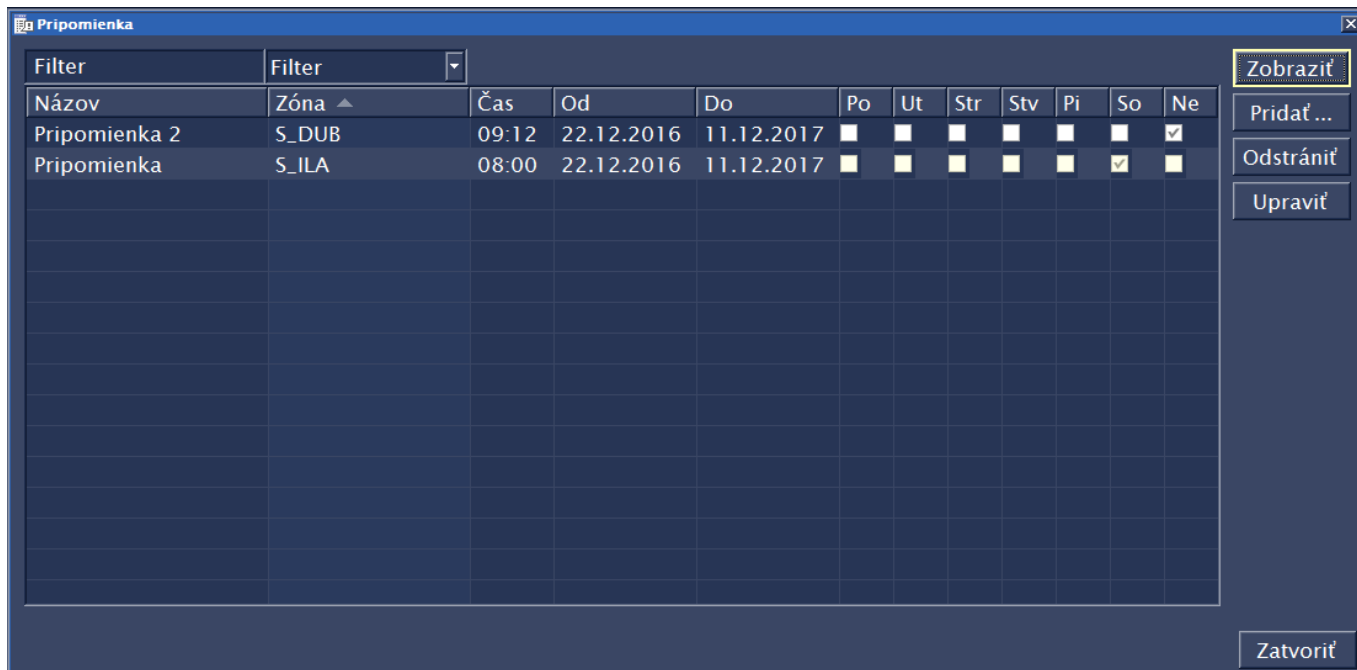 Pripomienka
Filter Filter Zobraziť
Názov Zóna Čas Od Do Po Ut Str Stv Pi So Ne Pridať ...
Pripomienka 2 S_DUB 09:12 22.12.2016 11.12.2017
Pripomienka S_ILA 08:00 22.12.2016 11.12.2017 Odstrániť
Upraviť
Zatvoriť